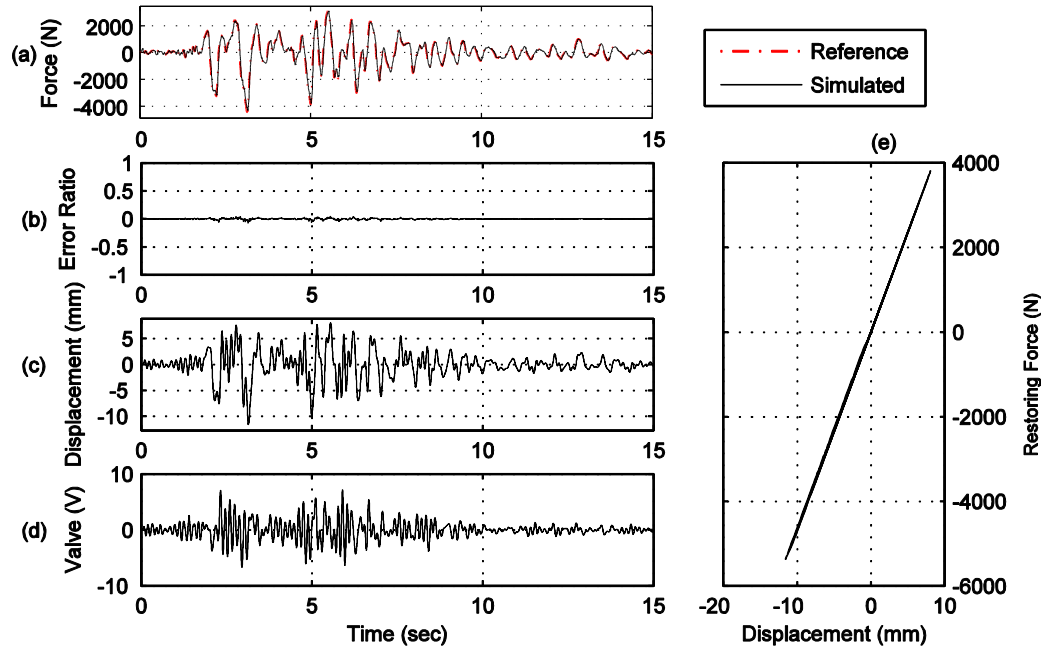 (a)
Force (N)
2000
0
-2000
-4000
0 5 10 15
Reference
Simulated
(b)
Error Ratio
1
0.5
0
-0.5
-1
0 5 10 15
(c)
Displacement (mm)
5
0
-5
-10
0 5 10 15
(d)
Valve (V)
10
0
-10
0 5 10 15
Time (sec)
(e)
4000
2000
0
-2000
-4000
-6000
Restoring Force (N)
-20 -10 0 10
Displacement (mm)